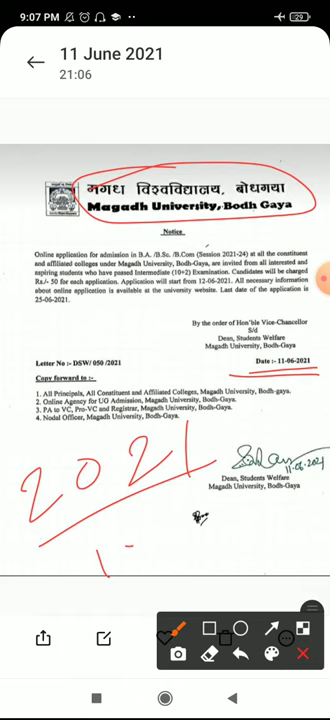 9:07 PM
29
11 June 2021
21:06
मगध विश्वविद्यालय, बोधगया
Magadh University, Bodh Gaya
Notice
Online application for admission in B.A. /B.Sc. /B.Com (Session 2021-24) at all the constituent
and affiliated colleges under Magadh University, Bodh-Gaya, are invited from all interested and
aspiring students who have passed Intermediate (10+2) Examination. Candidates will be charged
Rs./- 50 for each application. Application will start from 12-06-2021. All necessary information
about online application is available at the university website. Last date of the application is
25-06-2021.
By the order of Hon'ble Vice-Chancellor
S/d
Dean, Students Welfare
Magadh University, Bodh-Gaya
Letter No :- DSW/050 /2021
Date :- 11-06-2021
Copy forward to :-
1. All Principals, All Constituent and Affiliated Colleges, Magadh University, Bodh-gaya.
2. Online Agency for UG Admission, Magadh University, Bodh-Gaya.
3. PA to VC, Pro-VC and Registrar, Magadh University, Bodh-Gaya.
4. Nodal Officer, Magadh University, Bodh-Gaya.
2021
11-06-2021
Dean, Students Welfare
Magadh University, Bodh-Gaya